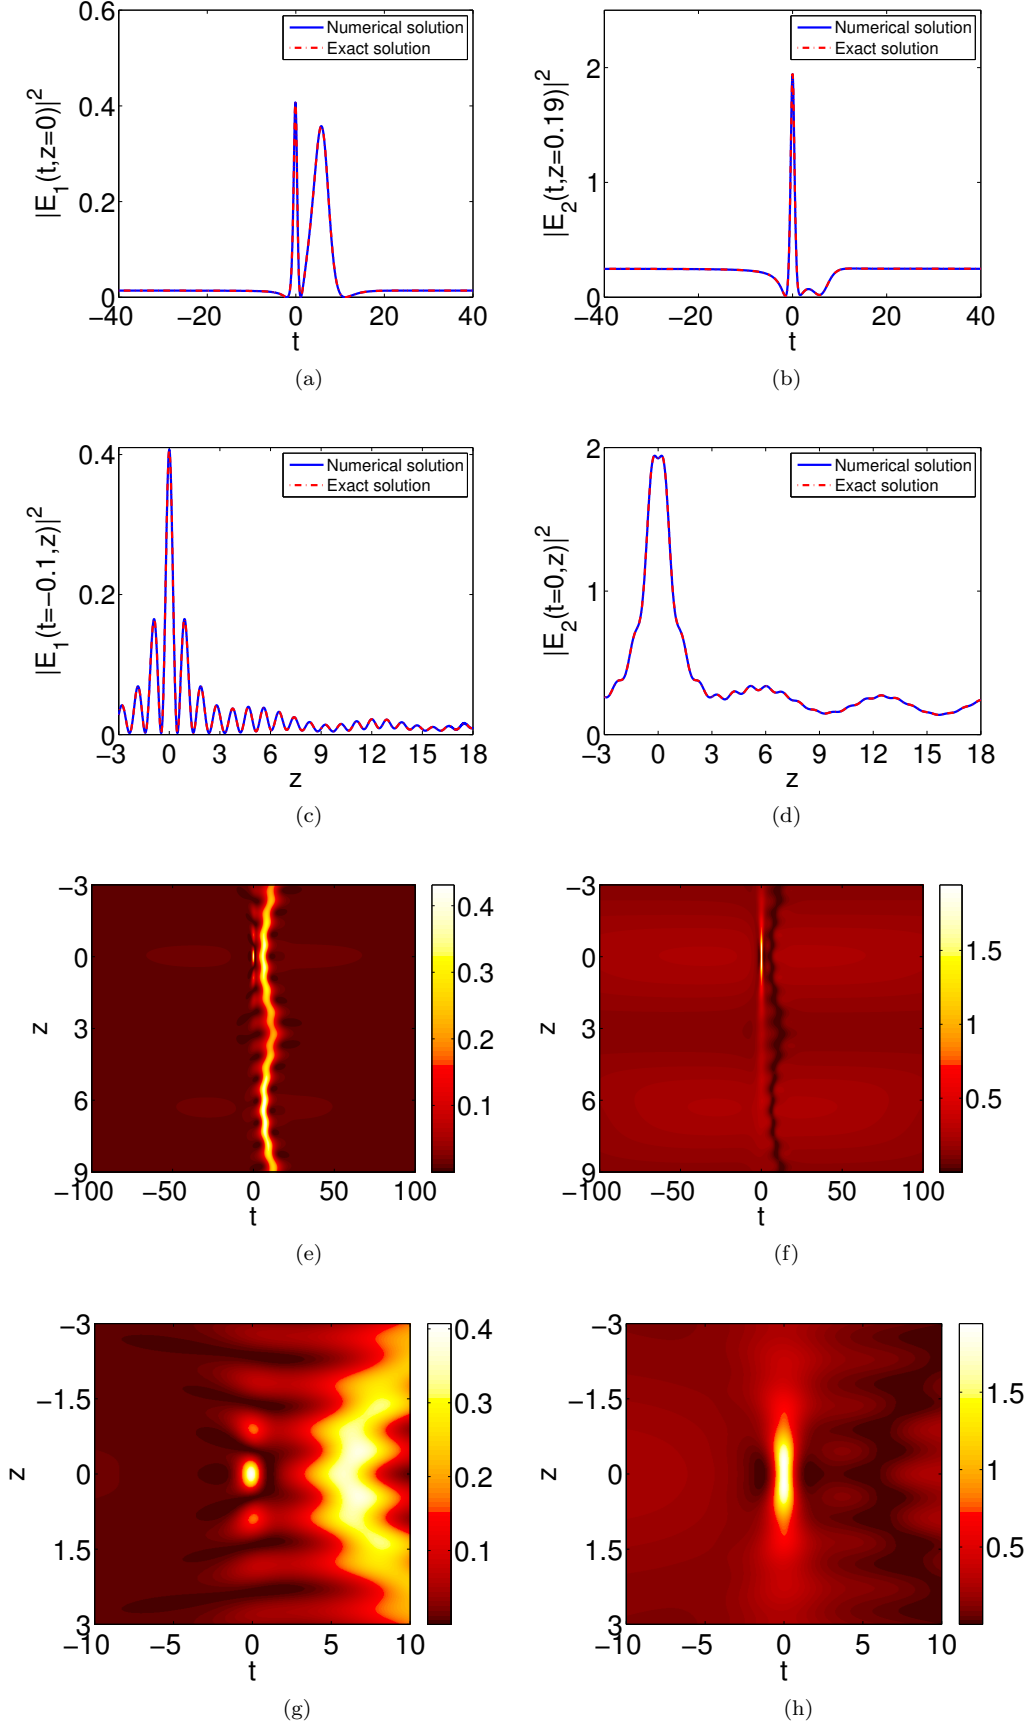 0.6
0.4
0.2
0
−40
−20
0
20
40
t
|E1(t,z=0)|2
Numerical solution
Exact solution
(a)
2
1
0
−40
−20
0
20
40
t
|E2(t,z=0.19)|2
Numerical solution
Exact solution
(b)
0.4
0.2
0
−3
0
3
6
9
12
15
18
z
|E1(t=−0.1,z)|2
Numerical solution
Exact solution
(c)
2
1
0
−3
0
3
6
9
12
15
18
z
|E2(t=0,z)|2
Numerical solution
Exact solution
(d)
−3
0
3
6
9
z
−100
−50
0
50
100
t
0.4
0.3
0.2
0.1
(e)
−3
0
3
6
9
z
−100
−50
0
50
100
t
1.5
1
0.5
(f)
−3
−1.5
0
1.5
3
z
−10
−5
0
5
10
t
0.4
0.3
0.2
0.1
(g)
−3
−1.5
0
1.5
3
z
−10
−5
0
5
10
t
1.5
1
0.5
(h)